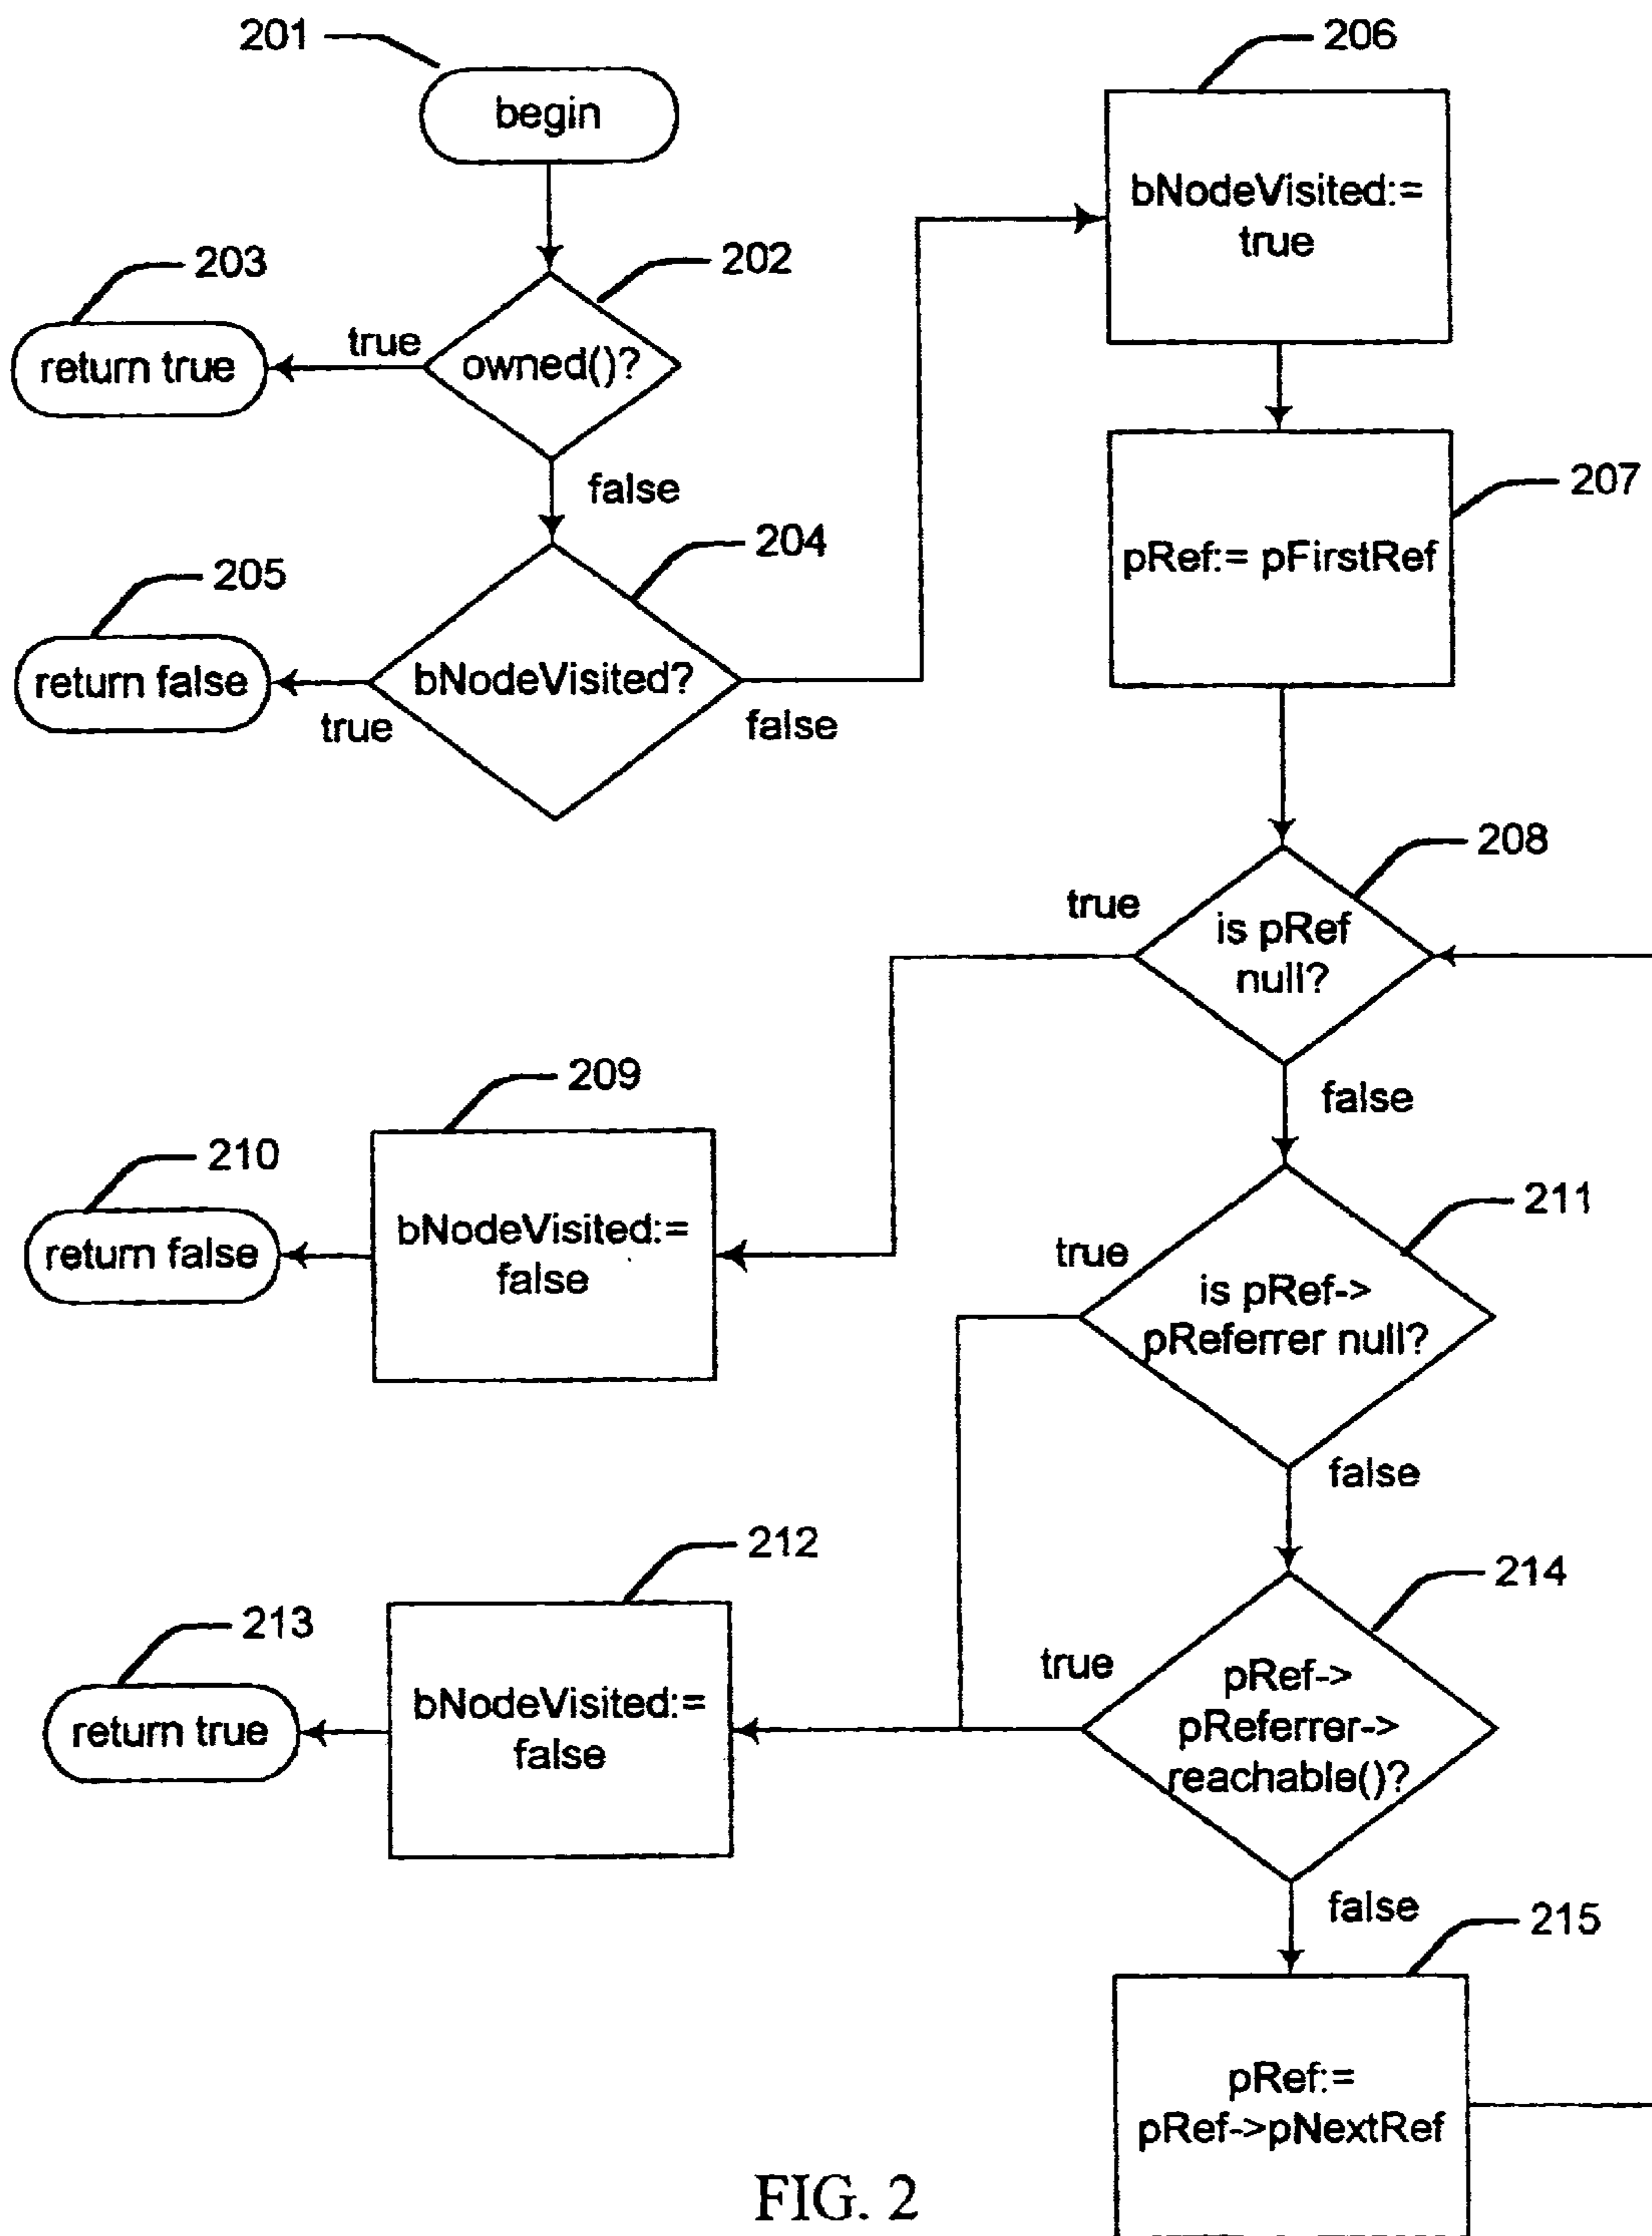 201
begin
203
return true
true
202
owned()?
false
204
205
return false
true
bNodeVisited?
false
206
bNodeVisited:=
true
207
pRef:= pFirstRef
208
true
is pRef
null?
false
209
bNodeVisited:=
false
210
return false
211
true
is pRef->
pReferrer null?
false
212
bNodeVisited:=
false
213
return true
214
true
pRef->
pReferrer->
reachable()?
false
215
pRef:=
pRef->pNextRef
FIG. 2